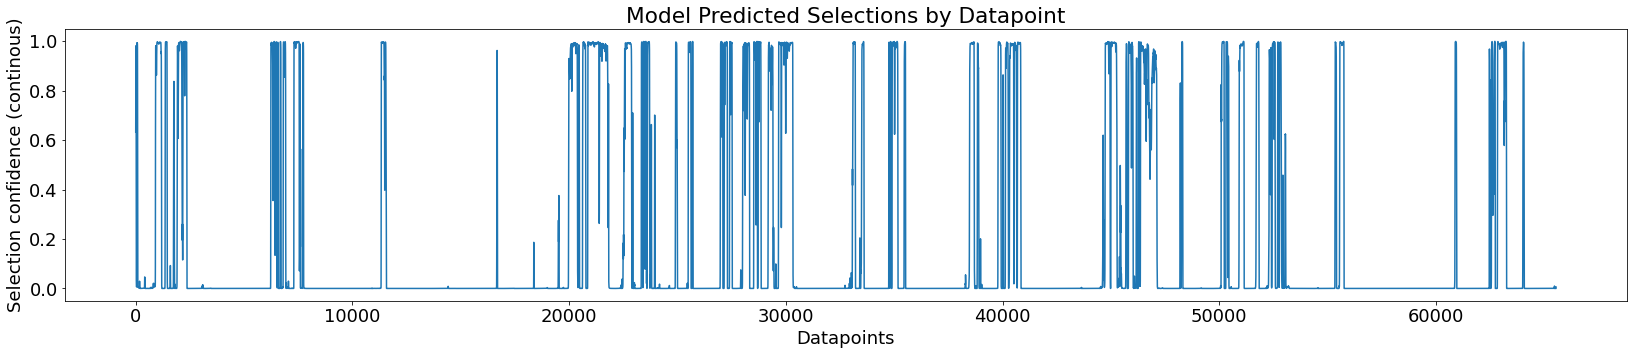 Model Predicted Selections by Datapoint
Selection confidence (continous)
1.0
0.8
0.6
0.4
0.2
0.0
0 10000 20000 30000 40000 50000 60000
Datapoints